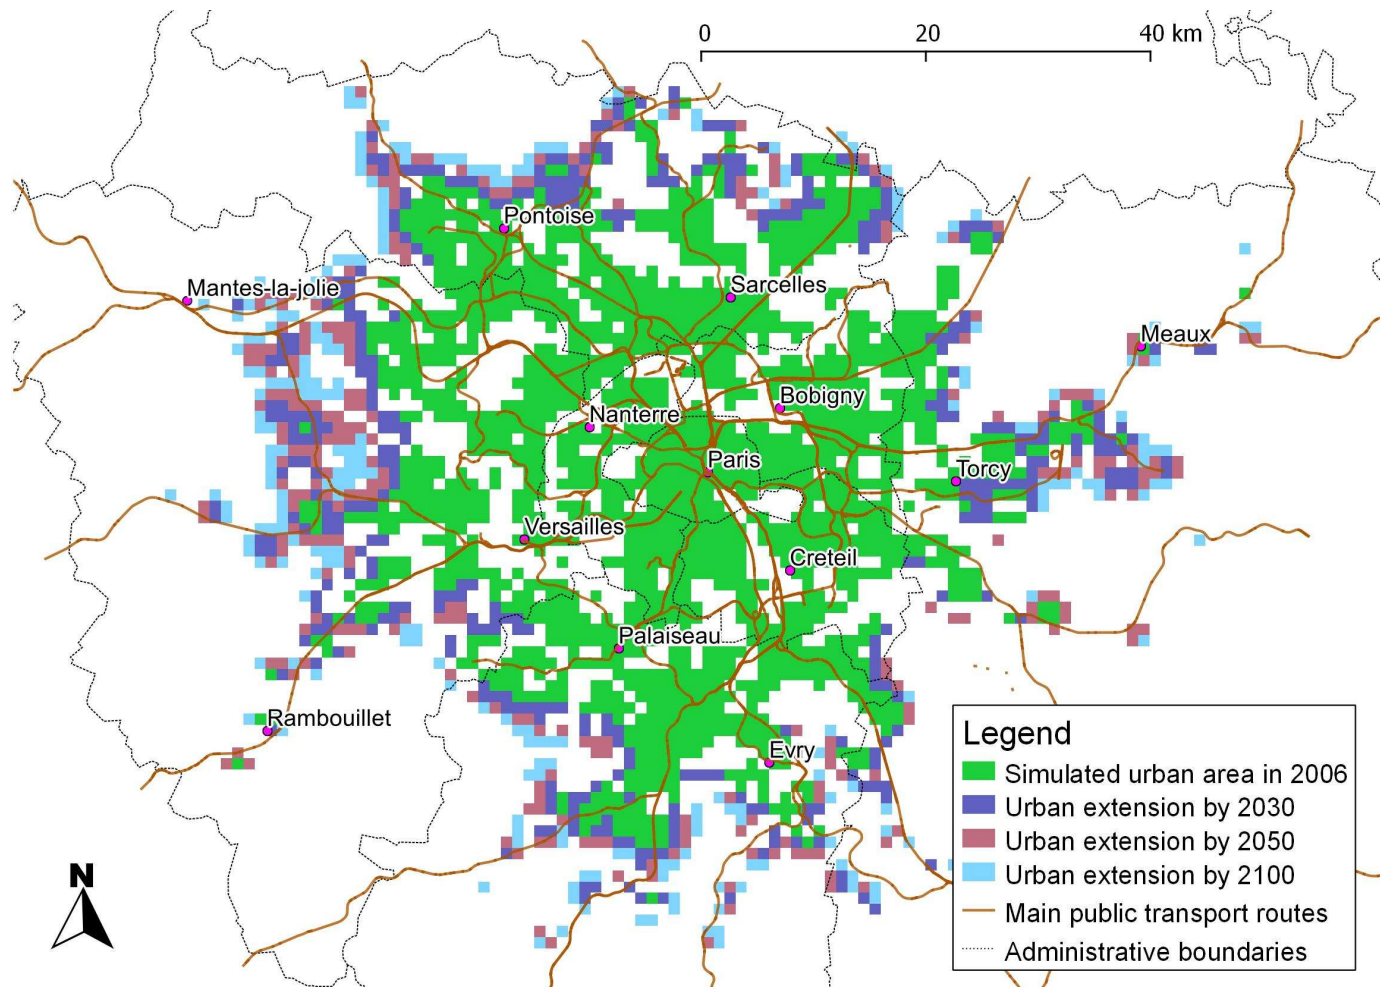 0 20 40 km
Pontoise
Mantes-la-jolie
Sarcelles
Meaux
Bobigny
Nanterre
Paris
Torcy
Versailles
Creteil
Palaiseau
Rambouillet
Evry
N
Legend
Simulated urban area in 2006
Urban extension by 2030
Urban extension by 2050
Urban extension by 2100
Main public transport routes
Administrative boundaries